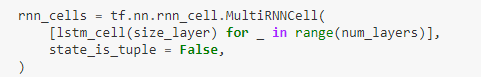 rnn_cells = tf.nn.rnn_cell.MultiRNNCell(
    [lstm_cell(size_layer) for _ in range(num_layers)],
    state_is_tuple = False,
)